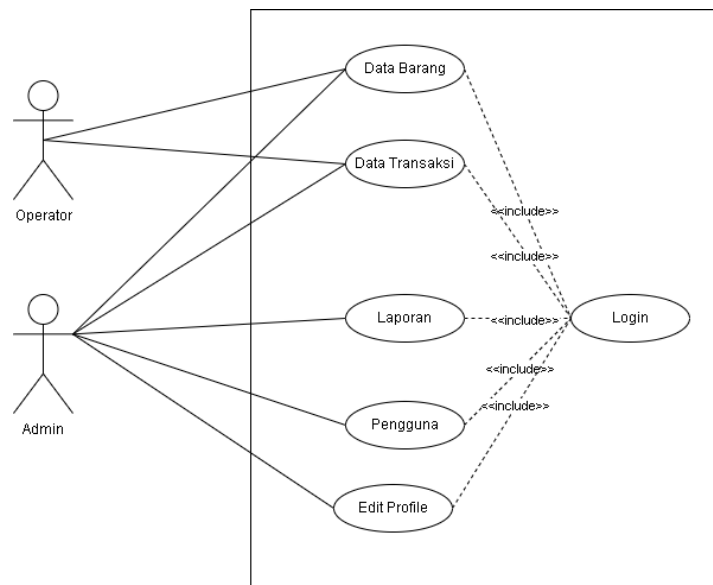 Data Barang
Operator
Data Transaksi
<<include>>
<<include>>
Admin
Laporan
<<include>>
Login
<<include>>
Pengguna
<<include>>
Edit Profile